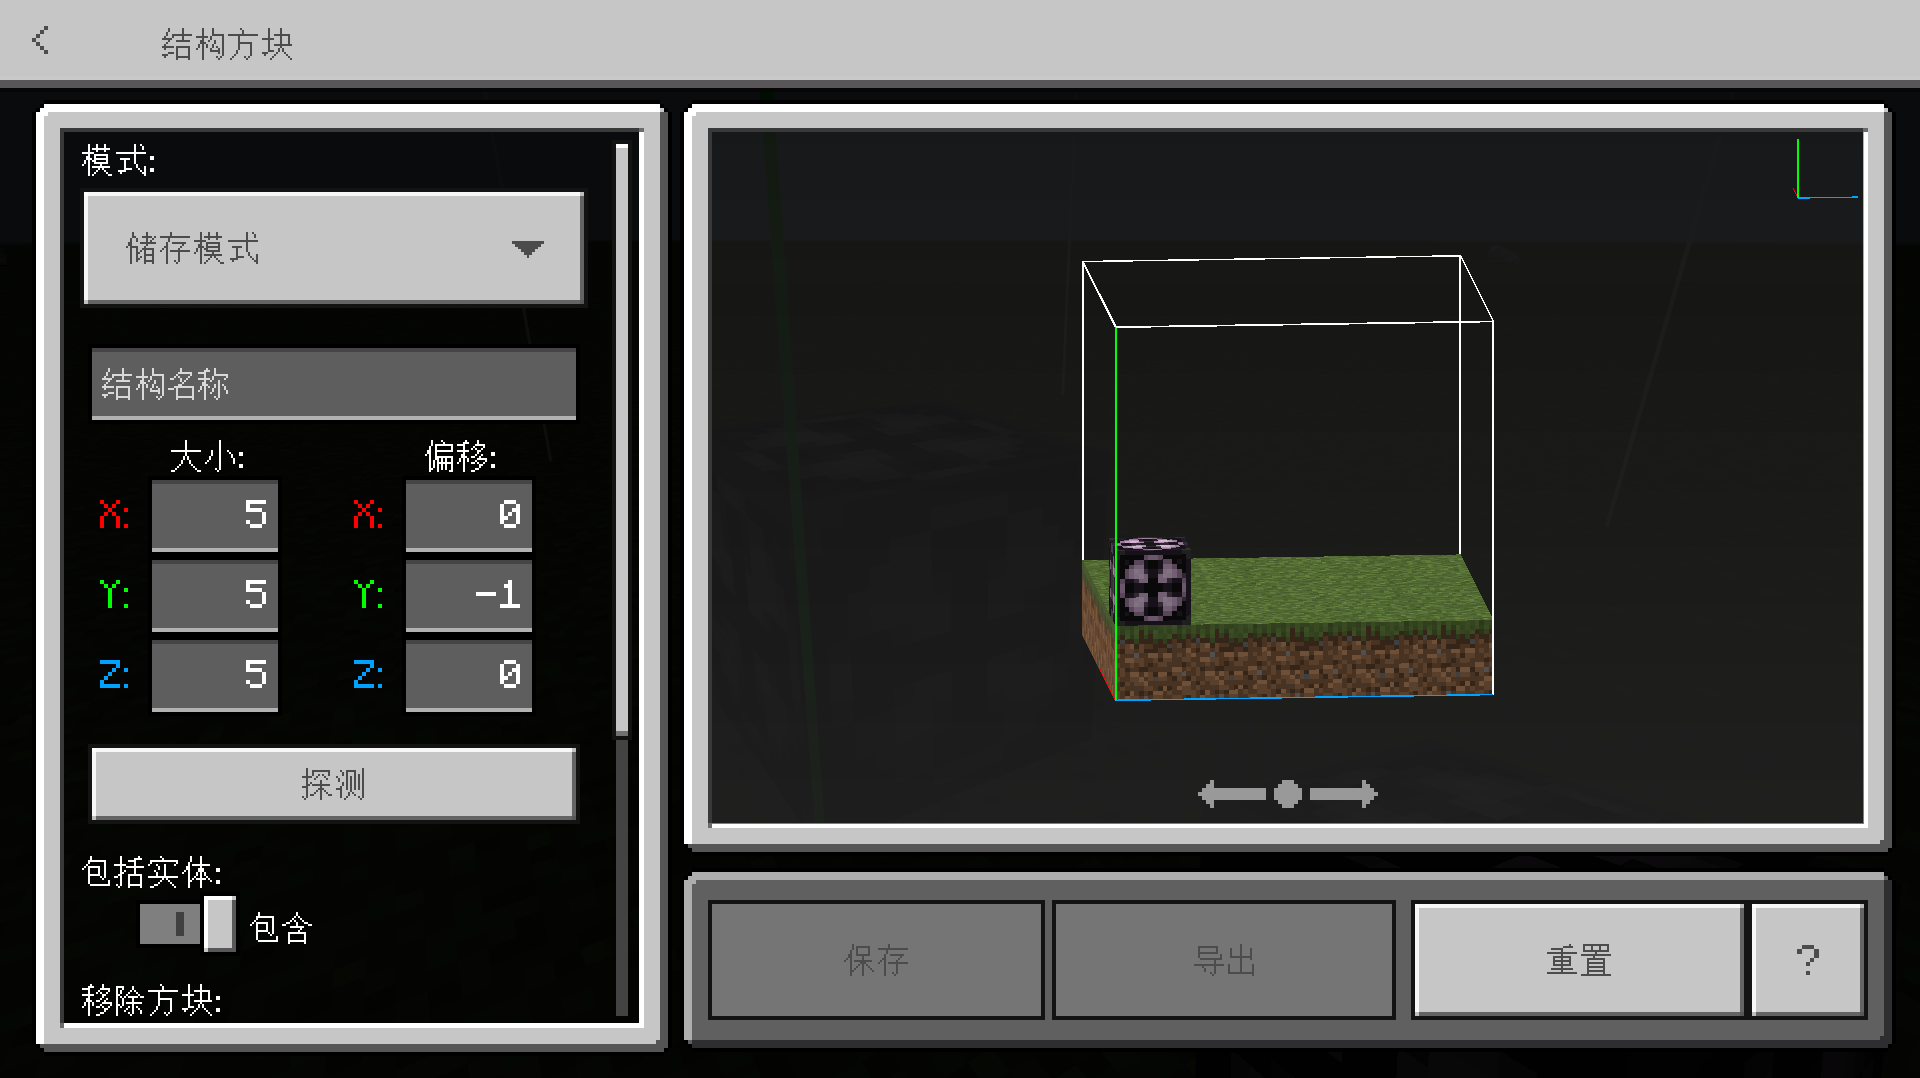 结构方块
模式:
储存模式
结构名称
大小: 偏移:
X: 5 X: 0
Y: 5 Y: -1
Z: 5 Z: 0
探测
包括实体:
包含
移除方块:
保存 导出 重置 ?